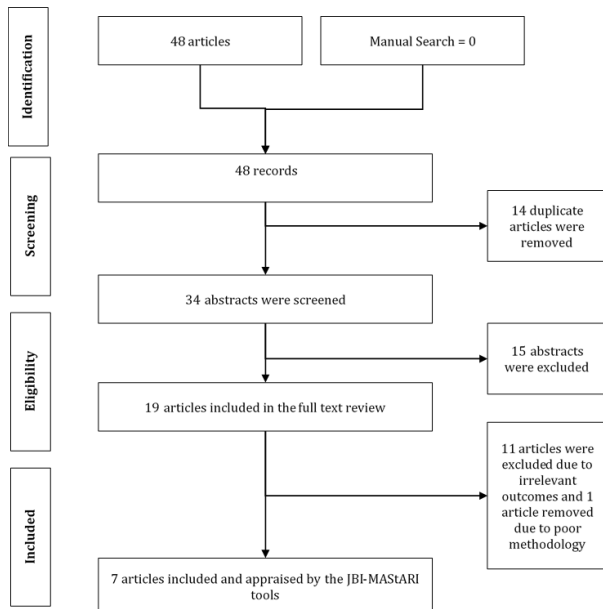 Identification
48 articles
Manual Search = 0
48 records
Screening
14 duplicate
articles were
removed
34 abstracts were screened
Eligibility
15 abstracts
were excluded
19 articles included in the full text review
11 articles were
excluded due to
irrelevant
outcomes and 1
article removed
due to poor
methodology
Included
7 articles included and appraised by the JBI-MAStARI
tools